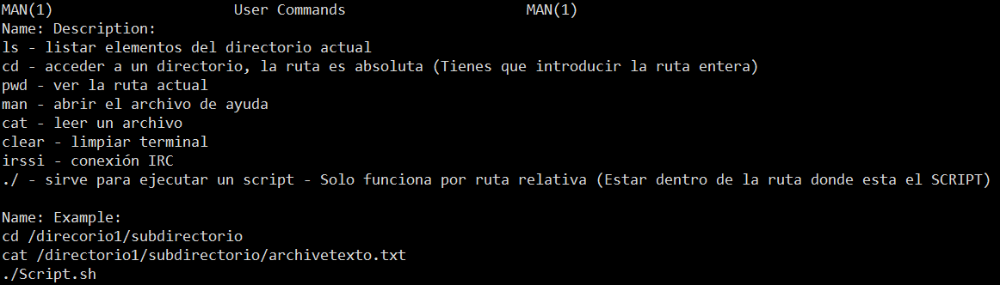 MAN(1) User Commands MAN(1)
Name: Description:
ls - listar elementos del directorio actual
cd - acceder a un directorio, la ruta es absoluta (Tienes que introducir la ruta entera)
pwd - ver la ruta actual
man - abrir el archivo de ayuda
cat - leer un archivo
clear - limpiar terminal
irssi - conexión IRC
./ - sirve para ejecutar un script - Solo funciona por ruta relativa (Estar dentro de la ruta donde esta el SCRIPT)
Name: Example:
cd /direcorio1/subdirectorio
cat /directorio1/subdirectorio/archivetexto.txt
./Script.sh